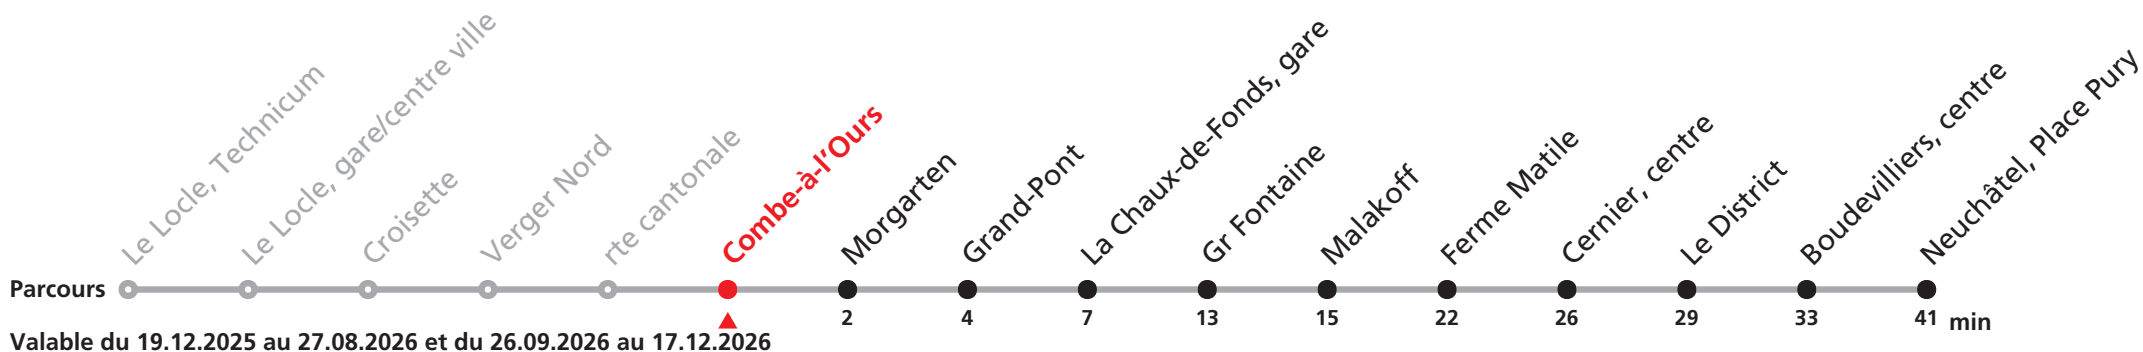 Le Locle, Technicum
Le Locle, gare/centre ville
Croisette
Verger Nord
rte cantonale
Combe-à-l'Ours
Morgarten
Grand-Pont
La Chaux-de-Fonds, gare
Gr Fontaine
Malakoff
Ferme Matile
Cernier, centre
Le District
Boudevilliers, centre
Neuchâtel, Place Pury
Parcours
2 4 7 13 15 22 26 29 33 41 min
Valable du 19.12.2025 au 27.08.2026 et du 26.09.2026 au 17.12.2026